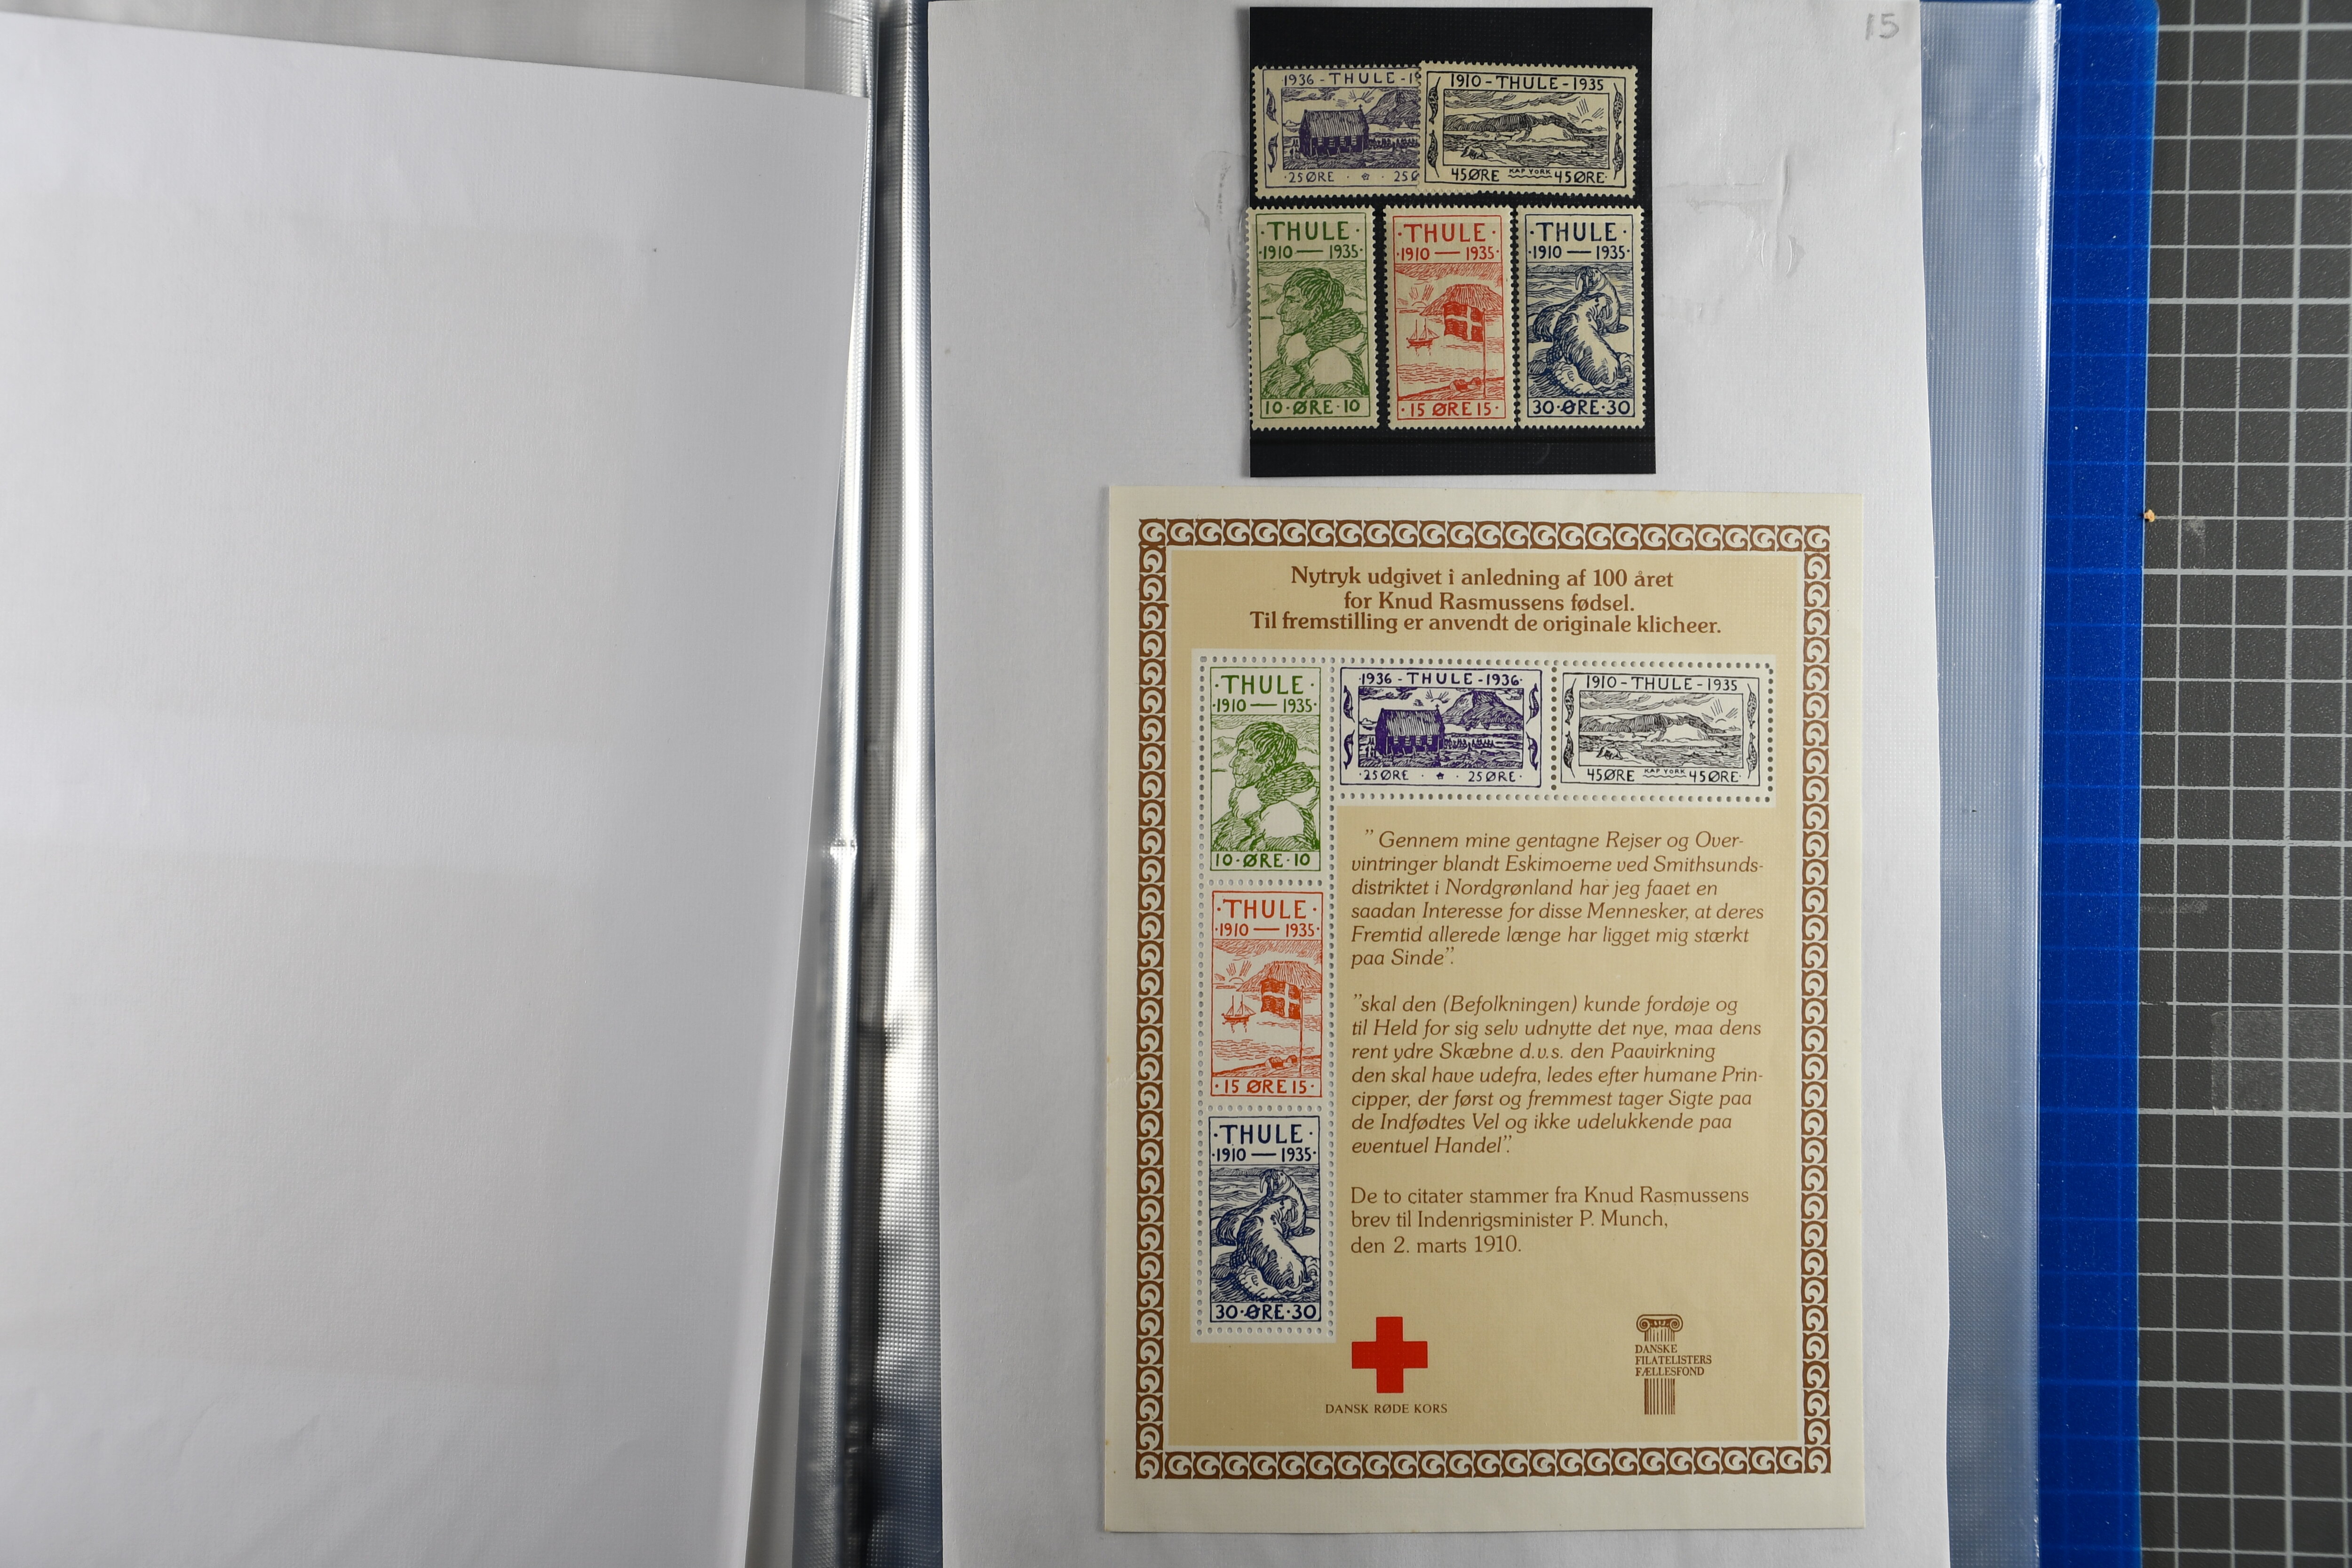 15
1936 - THULE - 19
25 ØRE · 25 Ø
1910 - THULE - 1935
45 ØRE KAP YORK 45 ØRE
· THULE ·
· 1910 — 1935 ·
10 · ØRE · 10
· THULE ·
· 1910 — 1935 ·
· 15 ØRE 15 ·
· THULE ·
· 1910 — 1935 ·
30 · ØRE · 30
Nytryk udgivet i anledning af 100 året
for Knud Rasmussens fødsel.
Til fremstilling er anvendt de originale klicheer.
· THULE ·
· 1910 — 1935 ·
10 · ØRE · 10
· 1936 - THULE - 1936 ·
· 25 ØRE · · 25 ØRE ·
1910 - THULE - 1935
45 ØRE KAP YORK 45 ØRE
· THULE ·
· 1910 — 1935 ·
· 15 ØRE 15 ·
· THULE ·
· 1910 — 1935 ·
30 · ØRE · 30
” Gennem mine gentagne Rejser og Over-
vintringer blandt Eskimoerne ved Smithsunds-
distriktet i Nordgrønland har jeg faaet en
saadan Interesse for disse Mennesker, at deres
Fremtid allerede længe har ligget mig stærkt
paa Sinde”.
”skal den (Befolkningen) kunde fordøje og
til Held for sig selv udnytte det nye, maa dens
rent ydre Skæbne d.v.s. den Paavirkning
den skal have udefra, ledes efter humane Prin-
cipper, der først og fremmest tager Sigte paa
de Indfødtes Vel og ikke udelukkende paa
eventuel Handel”.
De to citater stammer fra Knud Rasmussens
brev til Indenrigsminister P. Munch,
den 2. marts 1910.
DANSK RØDE KORS
DANSKE
FILATELISTERS
FÆLLESFOND